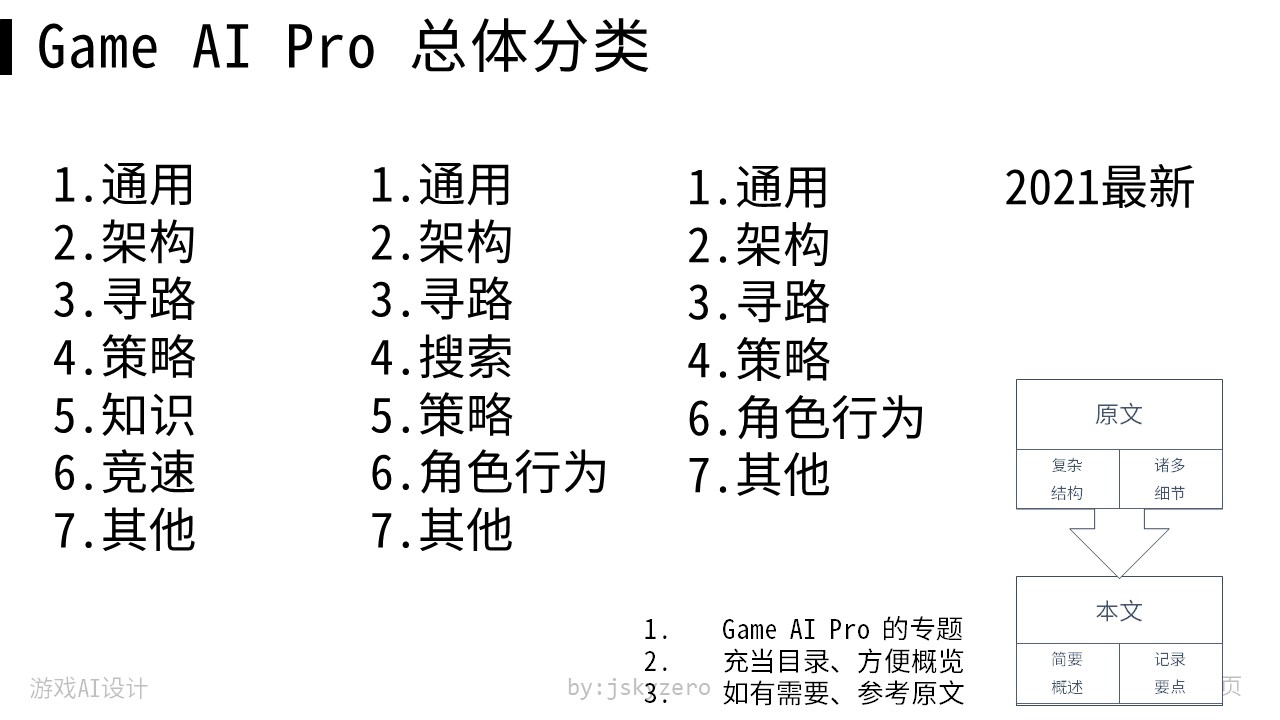 Game AI Pro 总体分类
1.通用
2.架构
3.寻路
4.策略
5.知识
6.竞速
7.其他
1.通用
2.架构
3.寻路
4.搜索
5.策略
6.角色行为
7.其他
1.通用
2.架构
3.寻路
4.策略
6.角色行为
7.其他
2021最新
原文
复杂
结构
诸多
细节
本文
简要
概述
记录
要点
1. Game AI Pro 的专题
2. 充当目录、方便概览
3. 如有需要、参考原文
游戏AI设计
by:jskyzero
页